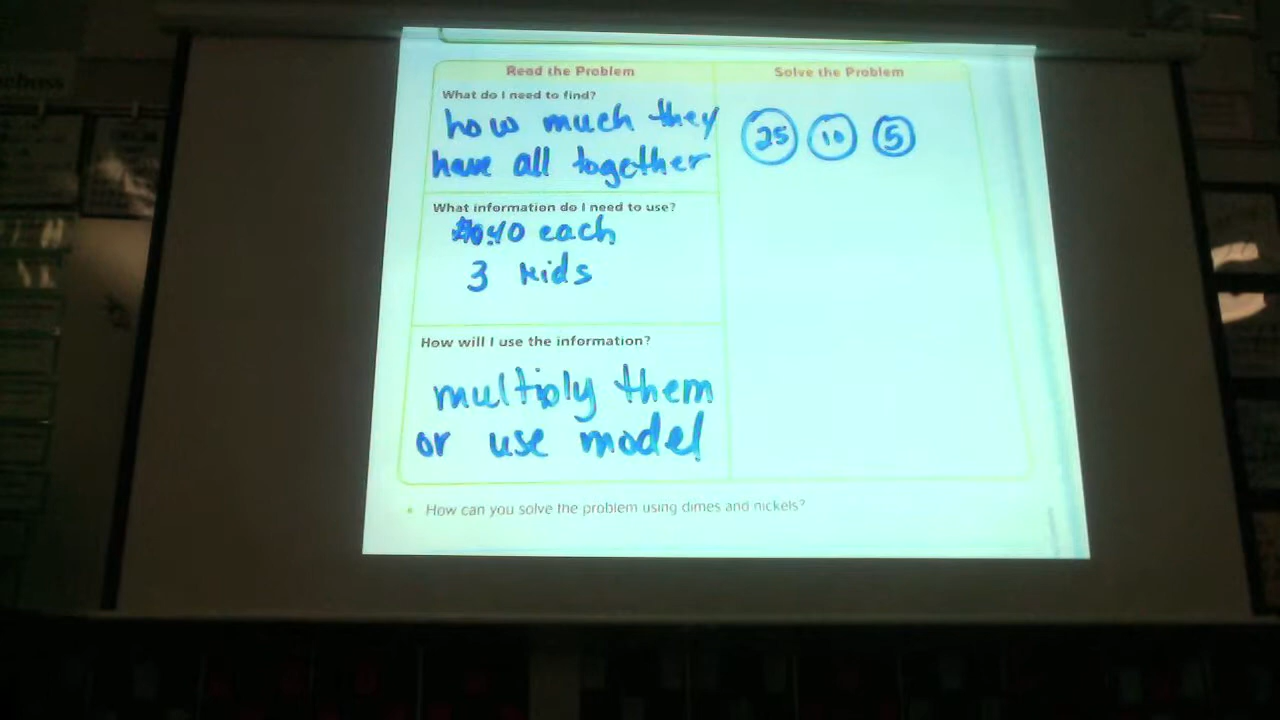 Read the Problem
Solve the Problem
What do I need to find?
how much they
have all together
25 10 5
What information do I need to use?
$0.40 each
3 kids
How will I use the information?
multiply them
or use model
• How can you solve the problem using dimes and nickels?